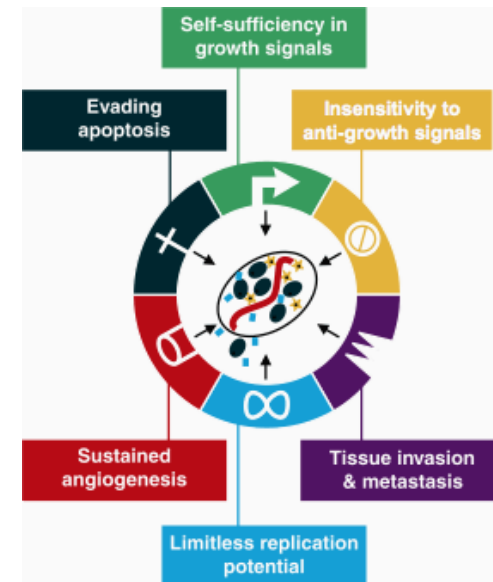 Self-sufficiency in
growth signals
Evading
apoptosis
Insensitivity to
anti-growth signals
Sustained
angiogenesis
Tissue invasion
& metastasis
Limitless replication
potential